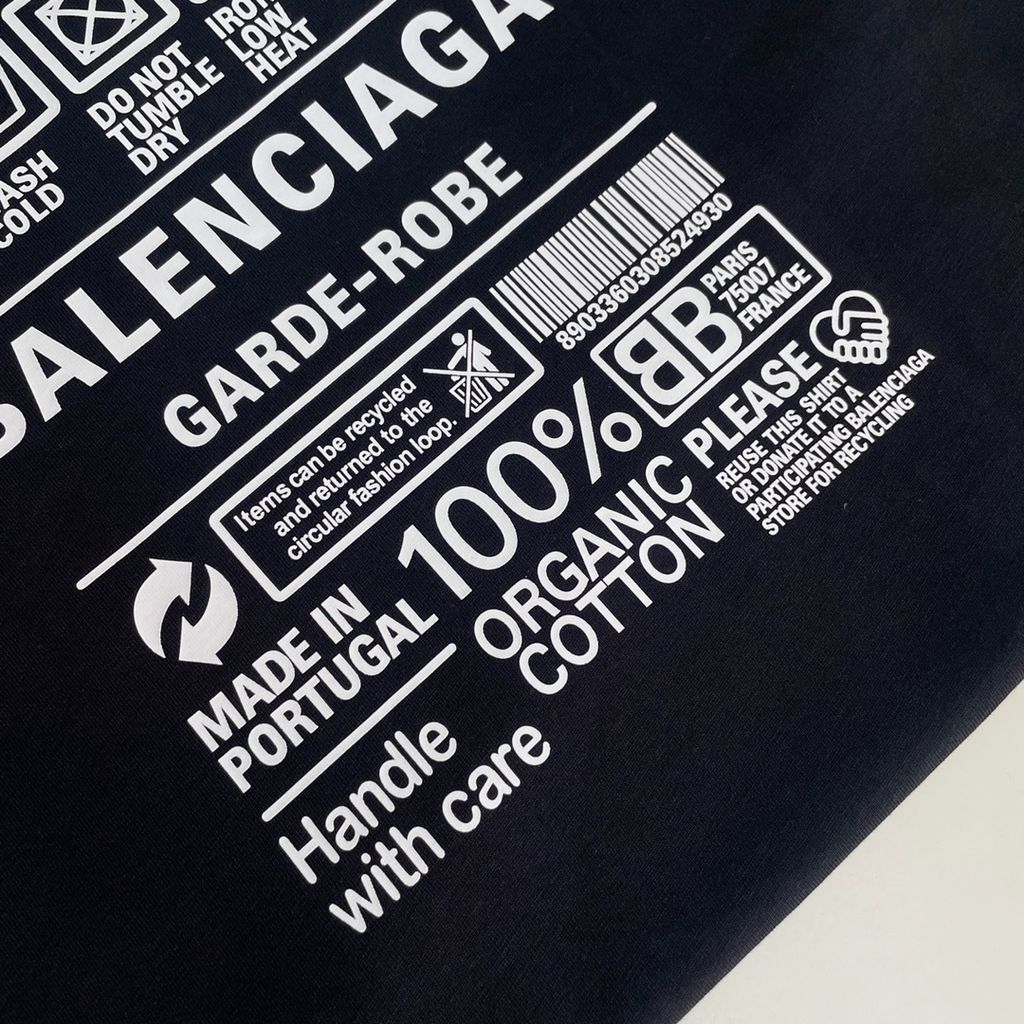 ASH
COLD
DO NOT
TUMBLE
DRY
IRON
LOW
HEAT
BALENCIAGA
GARDE-ROBE
Items can be recycled
and returned to the
circular fashion loop.
8903360308524930
BB
PARIS
75007
FRANCE
MADE IN
PORTUGAL
100%
ORGANIC
COTTON
PLEASE
REUSE THIS SHIRT
OR DONATE IT TO A
PARTICIPATING BALENCIAGA
STORE FOR RECYCLING
Handle
with care